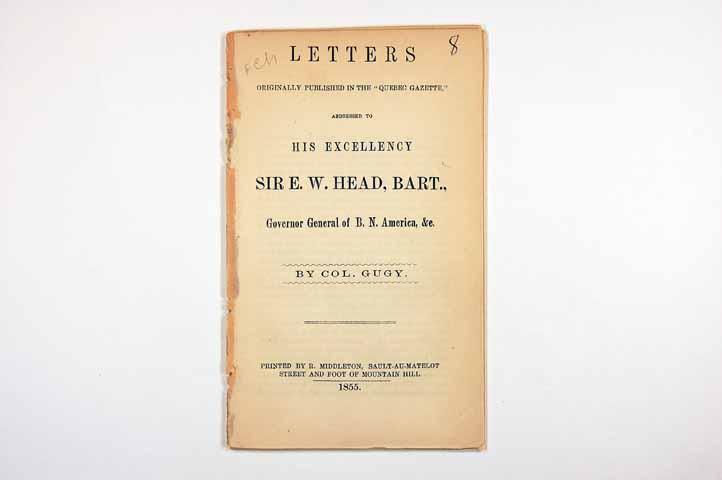 8
LETTERS
ORIGINALLY PUBLISHED IN THE "QUEBEC GAZETTE,"
ADDRESSED TO
HIS EXCELLENCY
SIR E. W. HEAD, BART.,
Governor General of B. N. America, &c.
BY COL. GUGY.
PRINTED BY R. MIDDLETON, SAULT-AU-MATELOT
STREET AND FOOT OF MOUNTAIN HILL.
1855.